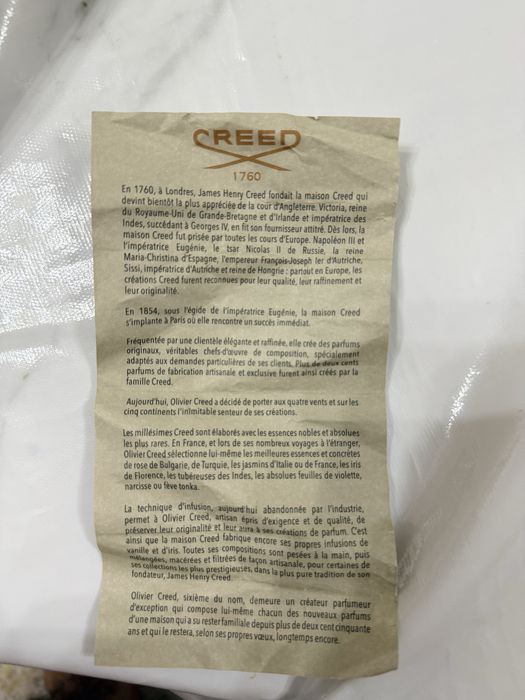 CREED
1760
En 1760, à Londres, James Henry Creed fondait la maison Creed qui
devint bientôt la plus appréciée de la cour d'Angleterre. Victoria, reine
du Royaume-Uni de Grande-Bretagne et d'Irlande et impératrice des
Indes, succédant à Georges IV, en fit son fournisseur attitré. Dès lors, la
maison Creed fut prisée par toutes les cours d'Europe. Napoléon III et
l'impératrice Eugénie, le tsar Nicolas II de Russie, la reine
Maria-Christina d'Espagne, l'empereur François-Joseph Ier d'Autriche,
Sissi, impératrice d'Autriche et reine de Hongrie : partout en Europe, les
créations Creed furent reconnues pour leur qualité, leur raffinement et
leur originalité.
En 1854, sous l'égide de l'impératrice Eugénie, la maison Creed
s'implante à Paris où elle rencontre un succès immédiat.
Fréquentée par une clientèle élégante et raffinée, elle crée des parfums
originaux, véritables chefs-d'œuvre de composition, spécialement
adaptés aux demandes particulières de ses clients. Plus de deux cents
parfums de fabrication artisanale et exclusive furent ainsi créés par la
famille Creed.
Aujourd'hui, Olivier Creed a décidé de porter aux quatre vents et sur les
cinq continents l'inimitable senteur de ses créations.
Les millésimes Creed sont élaborés avec les essences nobles et absolues
les plus rares. En France, et lors de ses nombreux voyages à l'étranger,
Olivier Creed sélectionne lui-même les meilleures essences et concrètes
de rose de Bulgarie, de Turquie, les jasmins d'Italie ou de France, les iris
de Florence, les tubéreuses des Indes, les absolues feuilles de violette,
narcisse ou fève tonka.
La technique d'infusion, aujourd'hui abandonnée par l'industrie,
permet à Olivier Creed, artisan épris d'exigence et de qualité, de
préserver leur originalité et leur aura à ses créations de parfum. C'est
ainsi que la maison Creed fabrique encore ses propres infusions de
vanille et d'iris. Toutes ses compositions sont pesées à la main, puis
mélangées, macérées et filtrées de façon artisanale, pour certaines de
ses collections les plus prestigieuses, dans la plus pure tradition de son
fondateur, James Henry Creed.
Olivier Creed, sixième du nom, demeure un créateur parfumeur
d'exception qui compose lui-même chacun des nouveaux parfums
d'une maison qui a su rester familiale depuis plus de deux cent cinquante
ans et qui le restera, selon ses propres vœux, longtemps encore.